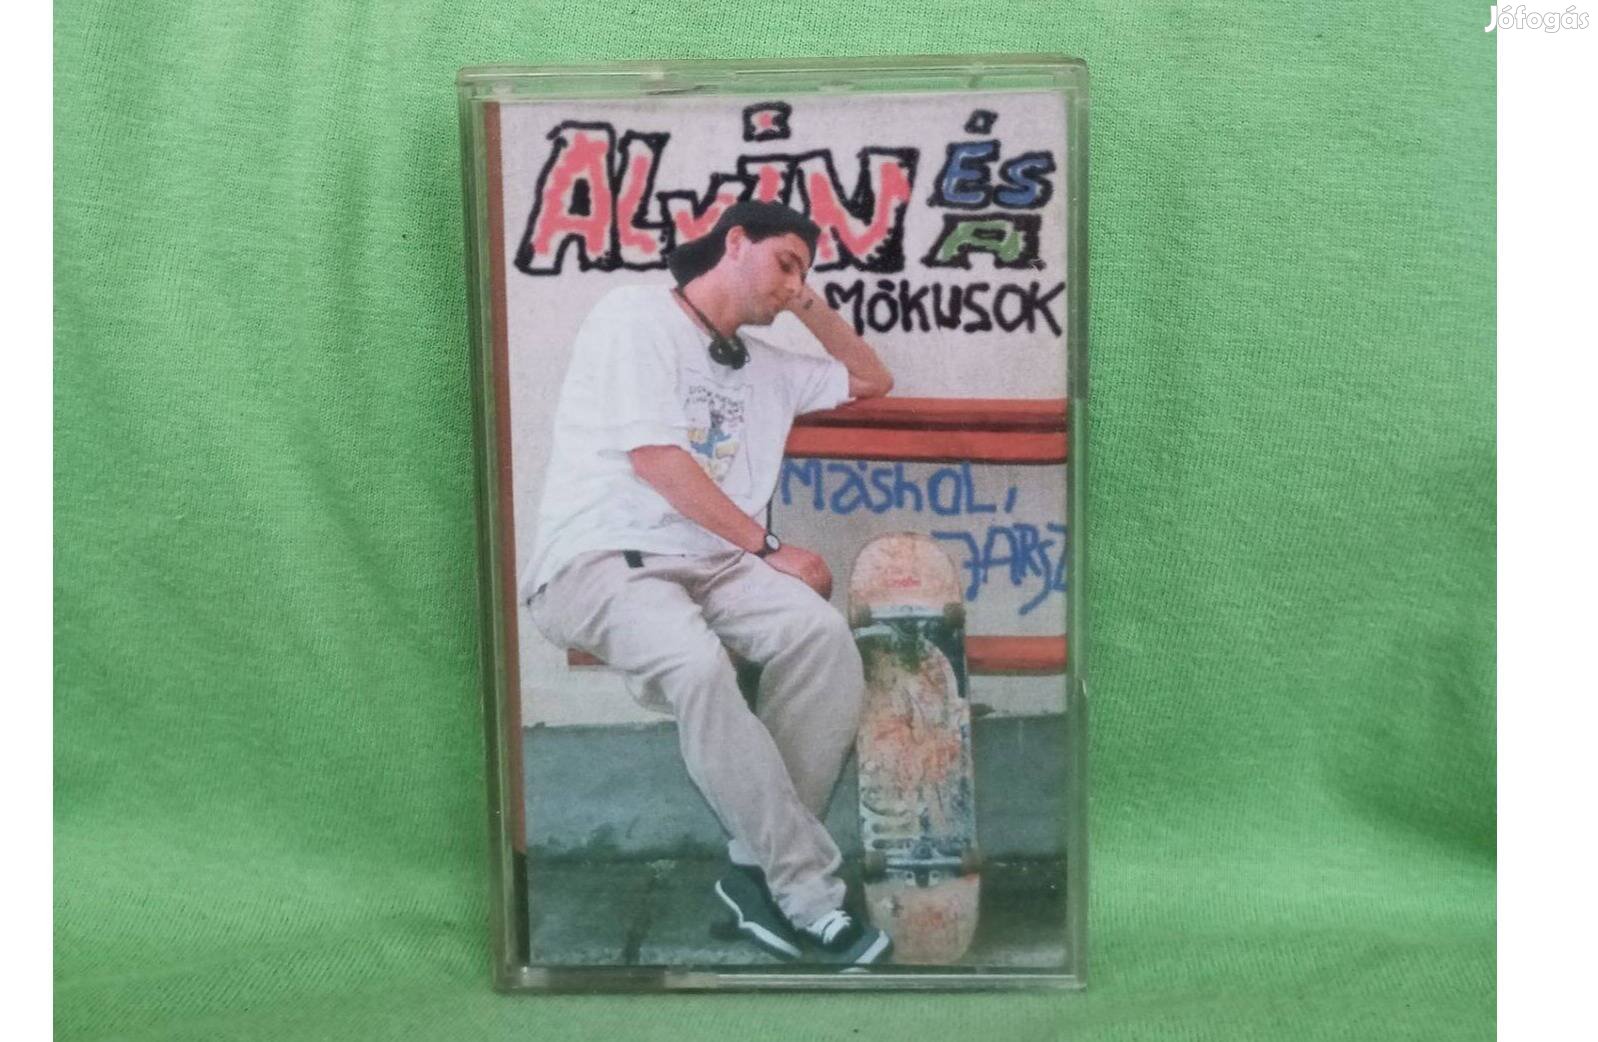 Jófogás
ALViN ÉS
A
MÓKUSOK
MáshOL,
JÁRSZ